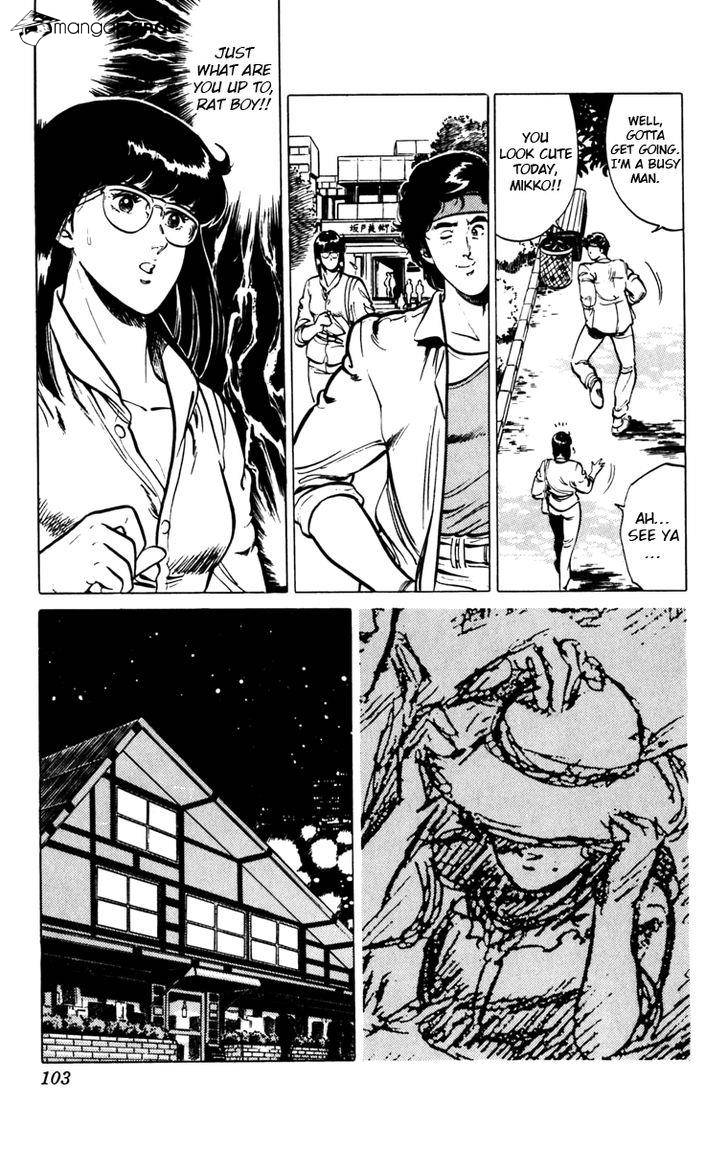 mangapanda
WELL,
GOTTA
GET GOING.
I'M A BUSY
MAN.
AH...
SEE YA
...
YOU
LOOK CUTE
TODAY,
MIKKO!!
JUST
WHAT ARE
YOU UP TO,
RAT BOY!!
103